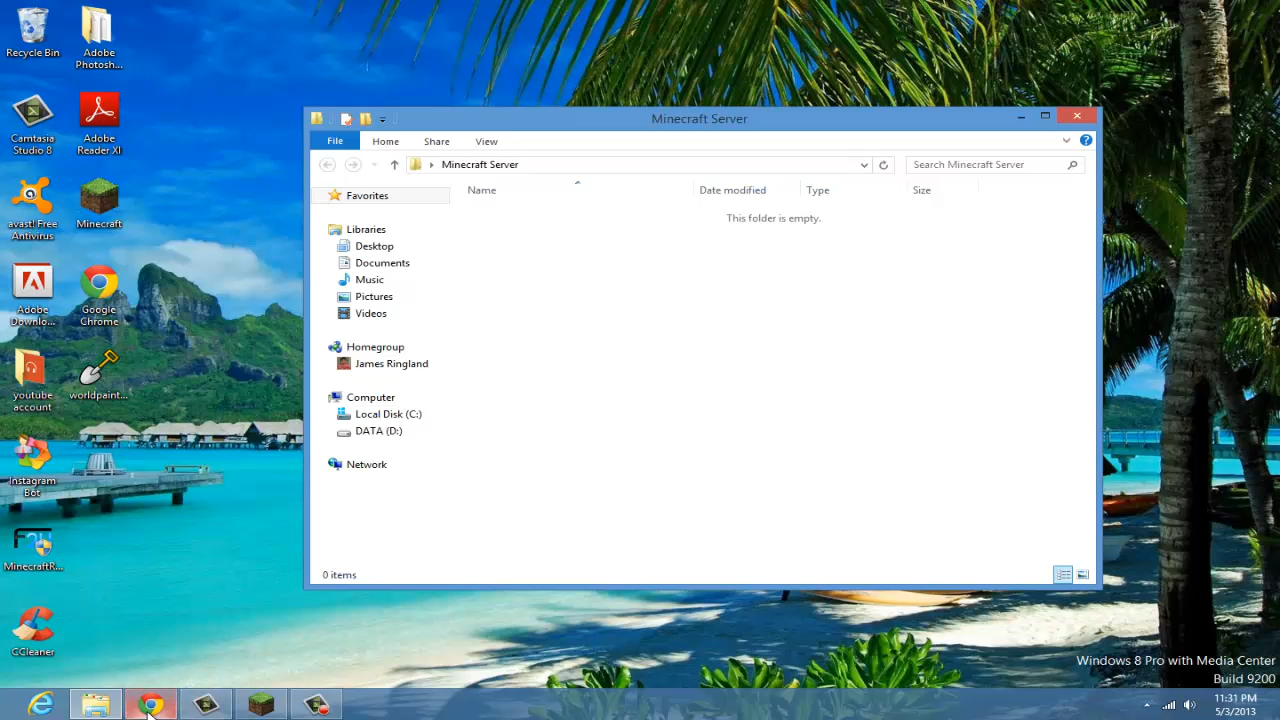 Recycle Bin
Adobe
Photosh...
Camtasia
Studio 8
Adobe
Reader XI
avast! Free
Antivirus
Minecraft
Adobe
Downlo...
Google
Chrome
youtube
account
worldpaint...
Instagram
Bot
MinecraftR...
CCleaner
Minecraft Server
File
Home
Share
View
Minecraft Server
Search Minecraft Server
Name
Date modified
Type
Size
This folder is empty.
Favorites
Libraries
Desktop
Documents
Music
Pictures
Videos
Homegroup
James Ringland
Computer
Local Disk (C:)
DATA (D:)
Network
0 items
Windows 8 Pro with Media Center
Build 9200
11:31 PM
5/3/2013